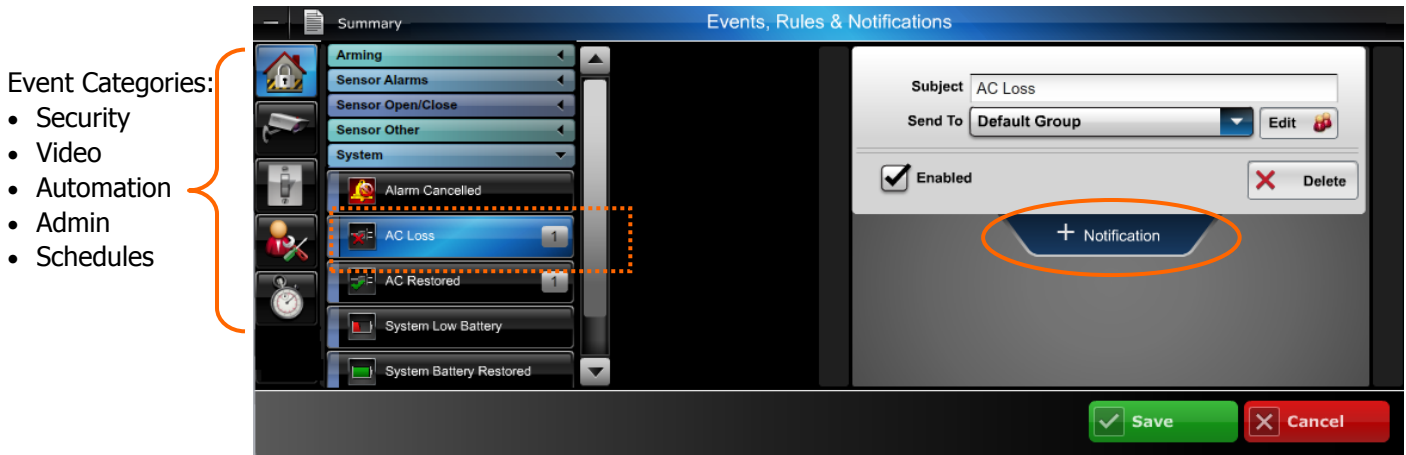 Summary
Events, Rules & Notifications
Event Categories:
• Security
• Video
• Automation
• Admin
• Schedules
Arming
Sensor Alarms
Sensor Open/Close
Sensor Other
System
Alarm Cancelled
AC Loss 1
AC Restored 1
System Low Battery
System Battery Restored
Subject AC Loss
Send To Default Group Edit
Enabled Delete
+ Notification
Save Cancel